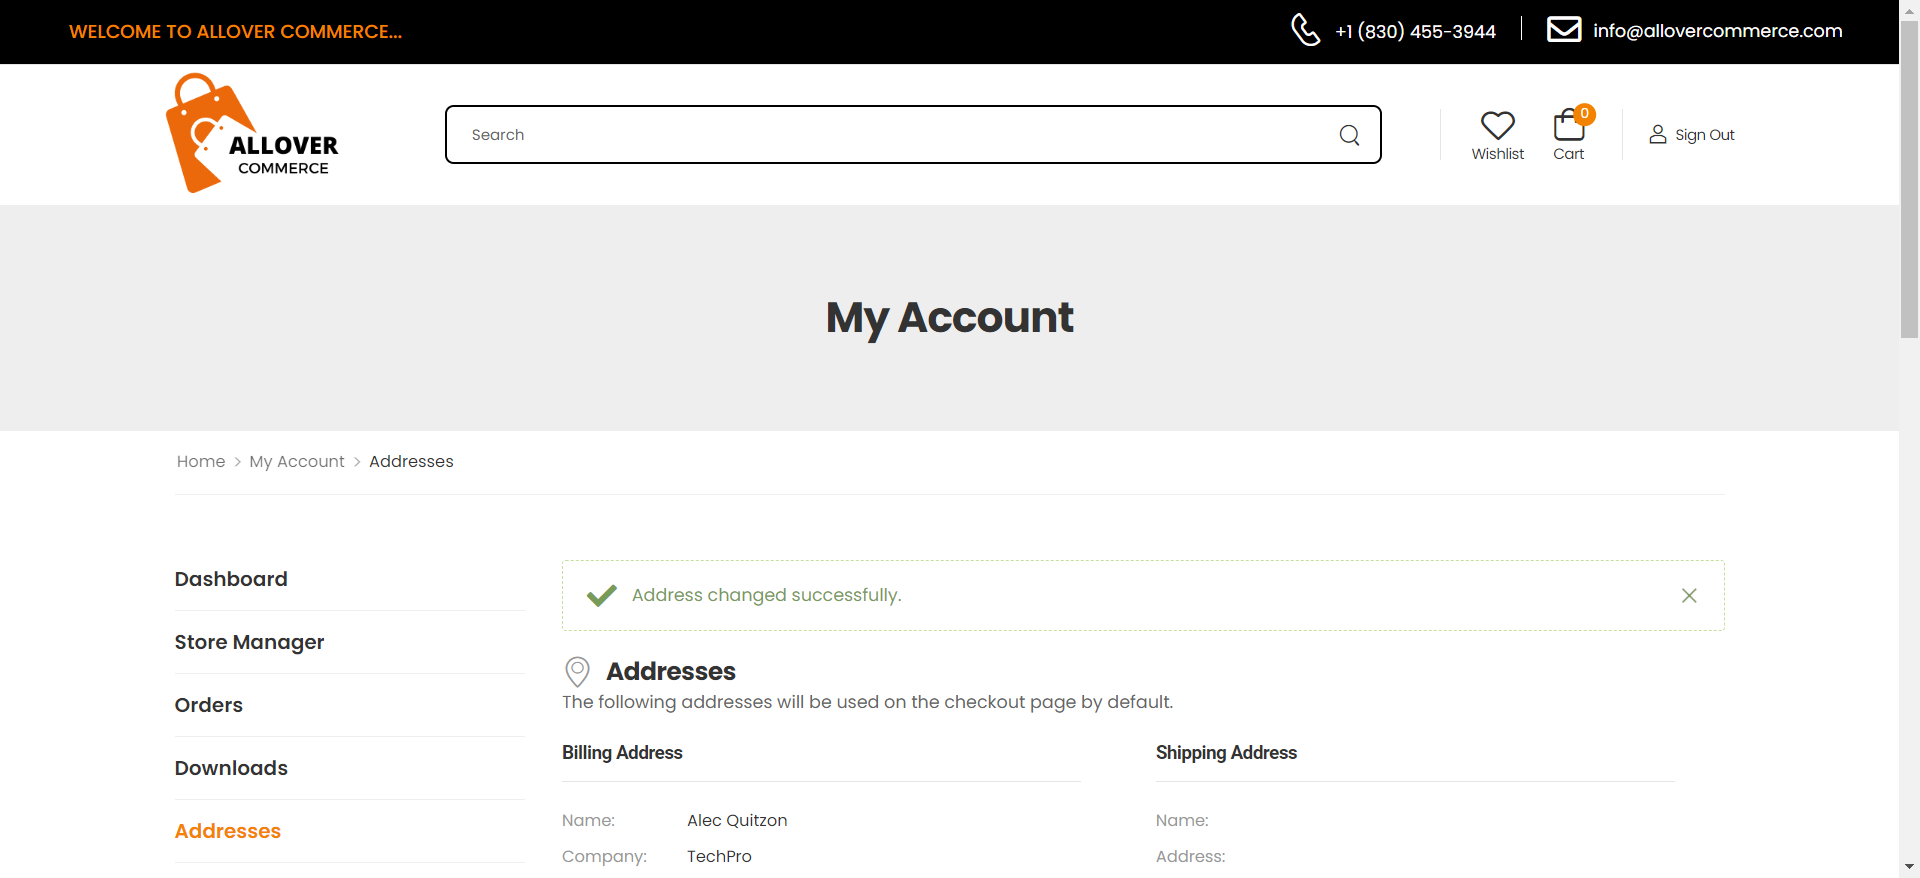 WELCOME TO ALLOVER COMMERCE...
+1 (830) 455-3944
info@allovercommerce.com
ALLOVER
COMMERCE
Search
Wishlist
0
Cart
Sign Out
My Account
Home > My Account > Addresses
Dashboard
Store Manager
Orders
Downloads
Addresses
Address changed successfully.
Addresses
The following addresses will be used on the checkout page by default.
Billing Address
Name: Alec Quitzon
Company: TechPro
Shipping Address
Name:
Address: